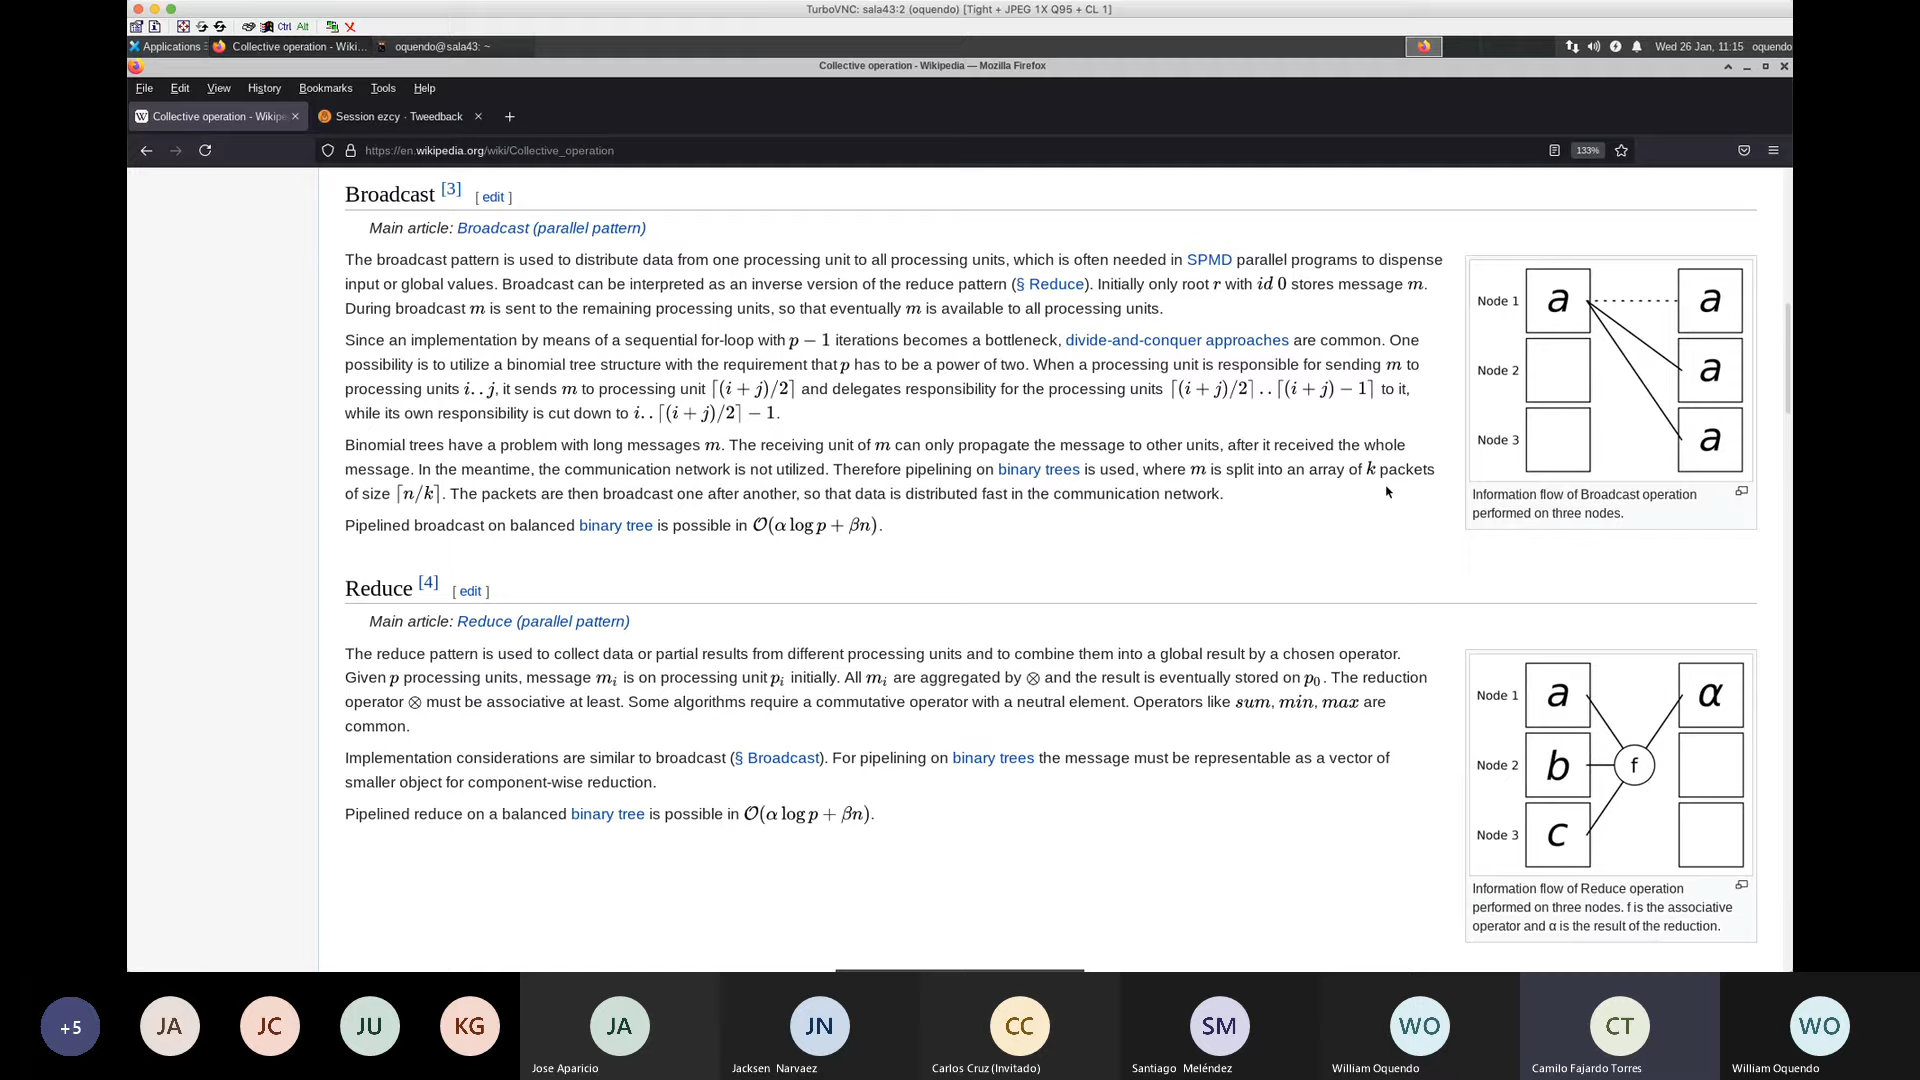 TurboVNC: sala43:2 (oquendo) [Tight + JPEG 1X Q95 + CL 1]
Ctrl Alt
Applications Collective operation - Wiki... oquendo@sala43: ~ Wed 26 Jan, 11:15 oquendo
Collective operation - Wikipedia — Mozilla Firefox
File Edit View History Bookmarks Tools Help
Collective operation - Wikipe Session ezcy · Tweedback
https://en.wikipedia.org/wiki/Collective_operation 133%
Broadcast [3] [ edit ]
Main article: Broadcast (parallel pattern)
The broadcast pattern is used to distribute data from one processing unit to all processing units, which is often needed in SPMD parallel programs to dispense
input or global values. Broadcast can be interpreted as an inverse version of the reduce pattern (§ Reduce). Initially only root r with id 0 stores message m.
During broadcast m is sent to the remaining processing units, so that eventually m is available to all processing units.
Since an implementation by means of a sequential for-loop with p − 1 iterations becomes a bottleneck, divide-and-conquer approaches are common. One
possibility is to utilize a binomial tree structure with the requirement that p has to be a power of two. When a processing unit is responsible for sending m to
processing units i..j, it sends m to processing unit ⌈(i + j)/2⌉ and delegates responsibility for the processing units ⌈(i + j)/2⌉..⌈(i + j) − 1⌉ to it,
while its own responsibility is cut down to i..⌈(i + j)/2⌉ − 1.
Binomial trees have a problem with long messages m. The receiving unit of m can only propagate the message to other units, after it received the whole
message. In the meantime, the communication network is not utilized. Therefore pipelining on binary trees is used, where m is split into an array of k packets
of size ⌈n/k⌉. The packets are then broadcast one after another, so that data is distributed fast in the communication network.
Pipelined broadcast on balanced binary tree is possible in O(α log p + βn).
Node 1 a a
Node 2 a
Node 3 a
Information flow of Broadcast operation
performed on three nodes.
Reduce [4] [ edit ]
Main article: Reduce (parallel pattern)
The reduce pattern is used to collect data or partial results from different processing units and to combine them into a global result by a chosen operator.
Given p processing units, message mᵢ is on processing unit pᵢ initially. All mᵢ are aggregated by ⊗ and the result is eventually stored on p₀. The reduction
operator ⊗ must be associative at least. Some algorithms require a commutative operator with a neutral element. Operators like sum, min, max are
common.
Implementation considerations are similar to broadcast (§ Broadcast). For pipelining on binary trees the message must be representable as a vector of
smaller object for component-wise reduction.
Pipelined reduce on a balanced binary tree is possible in O(α log p + βn).
Node 1 a α
Node 2 b f
Node 3 c
Information flow of Reduce operation
performed on three nodes. f is the associative
operator and α is the result of the reduction.
+5 JA JC JU KG JA JN CC SM WO CT WO
Jose Aparicio Jacksen Narvaez Carlos Cruz (Invitado) Santiago Meléndez William Oquendo Camilo Fajardo Torres William Oquendo